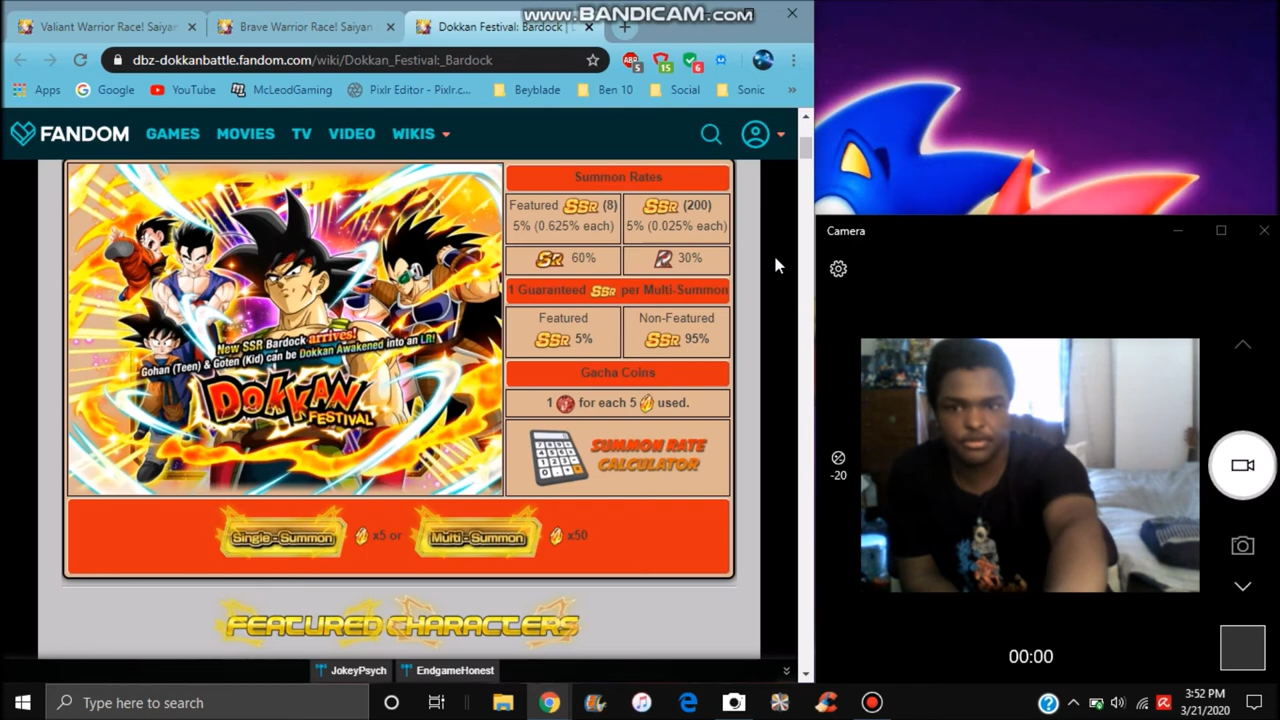 www.BANDICAM.com
Valiant Warrior Race! Saiyan
Brave Warrior Race! Saiyan
Dokkan Festival: Bardock |
dbz-dokkanbattle.fandom.com/wiki/Dokkan_Festival:_Bardock
ABP 5 15 6
Apps Google YouTube McLeodGaming Pixlr Editor - Pixlr.c... Beyblade Ben 10 Social Sonic »
FANDOM GAMES MOVIES TV VIDEO WIKIS
Summon Rates
Featured SSR (8)
5% (0.625% each)
SSR (200)
5% (0.025% each)
SR 60%
R 30%
1 Guaranteed SSR per Multi-Summon
Featured
SSR 5%
Non-Featured
SSR 95%
Gacha Coins
1 for each 5 used.
SUMMON RATE
CALCULATOR
New SSR Bardock arrives!
Gohan (Teen) & Goten (Kid) can be Dokkan Awakened into an LR!
DOKKAN
FESTIVAL
Single-Summon x5 or Multi-Summon x50
FEATURED CHARACTERS
JokeyPsych EndgameHonest
Camera
-20
00:00
Type here to search
3:52 PM
3/21/2020